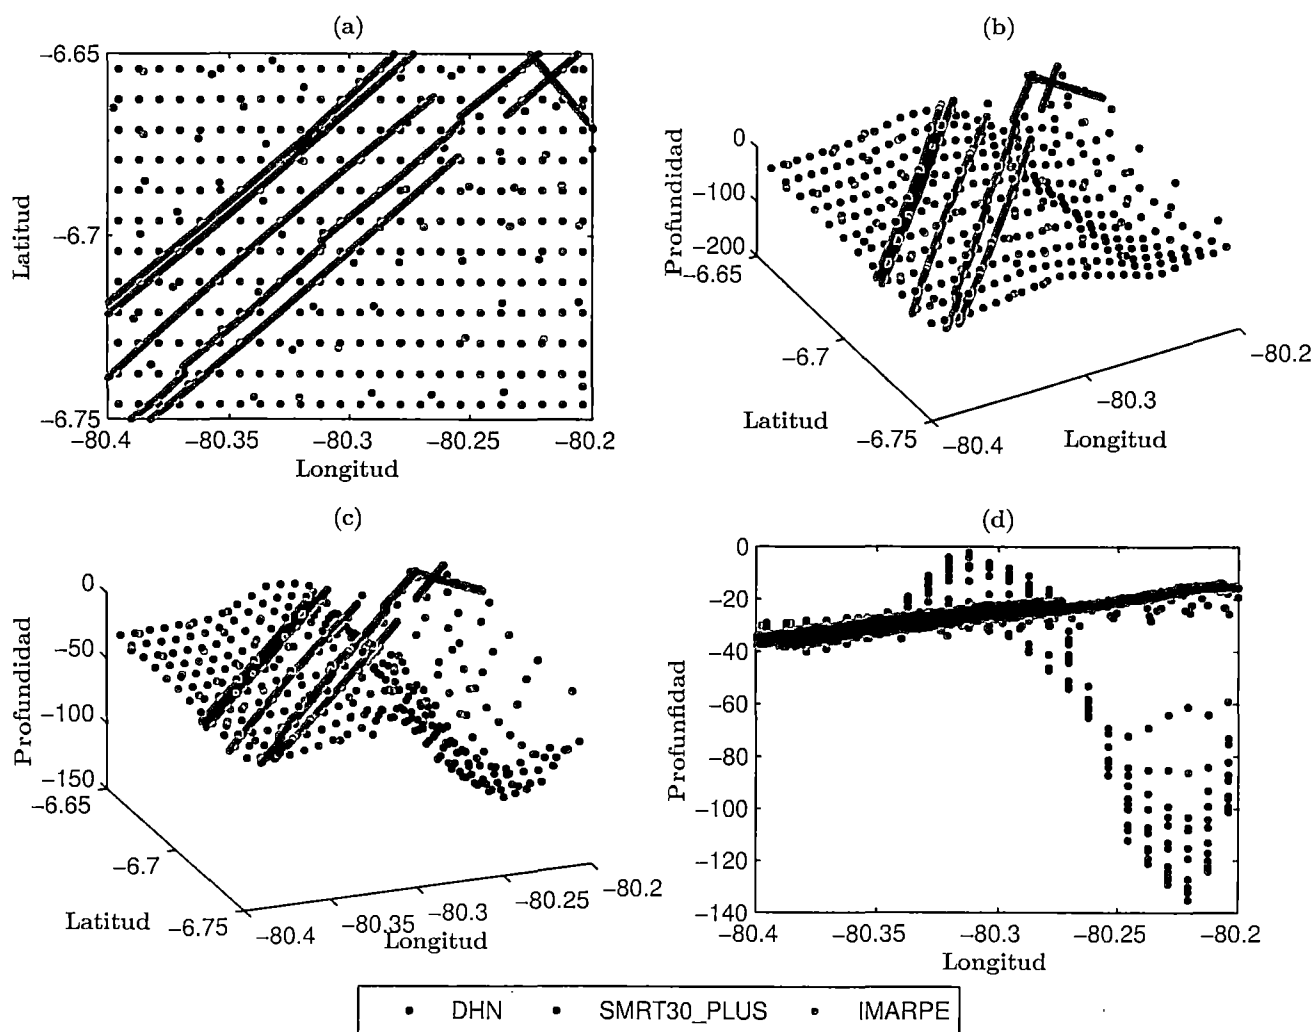 (a)
−6.65
−6.7
−6.75
Latitud
−80.4 −80.35 −80.3 −80.25 −80.2
Longitud
(b)
0
−100
−200
Profundidad
−6.65
−6.7
−6.75
Latitud
−80.4
−80.3
−80.2
Longitud
(c)
0
−50
−100
−150
Profundidad
−6.65
−6.7
−6.75
Latitud
−80.4
−80.35
−80.3
−80.25
−80.2
Longitud
(d)
0
−20
−40
−60
−80
−100
−120
−140
Profunfidad
−80.4 −80.35 −80.3 −80.25 −80.2
Longitud
DHN SMRT30_PLUS IMARPE